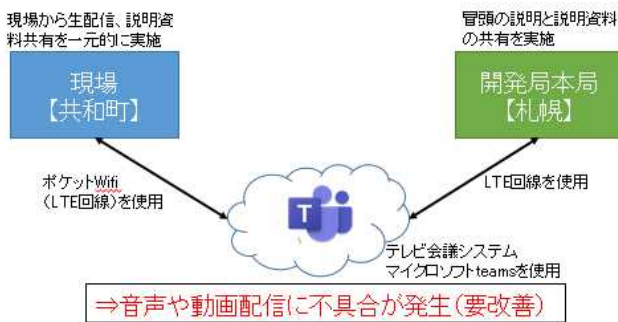 現場から生配信、説明資
料共有を一元的に実施
冒頭の説明と説明資料
の共有を実施
現場
【共和町】
開発局本局
【札幌】
ポケットWifi
(LTE回線)を使用
LTE回線を使用
T
テレビ会議システム
マイクロソフトteamsを使用
⇒音声や動画配信に不具合が発生(要改善)